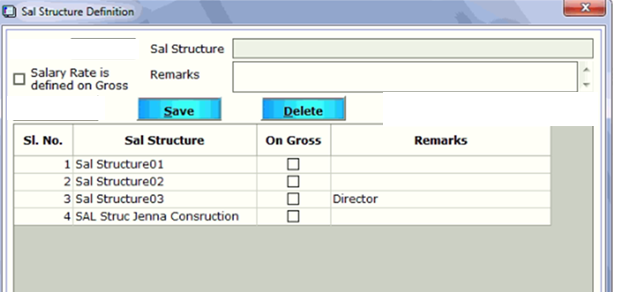 Sal Structure Definition
Sal Structure
Salary Rate is
defined on Gross
Remarks
Save Delete
Sl. No. Sal Structure On Gross Remarks
1 Sal Structure01
2 Sal Structure02
3 Sal Structure03 Director
4 SAL Struc Jenna Consruction